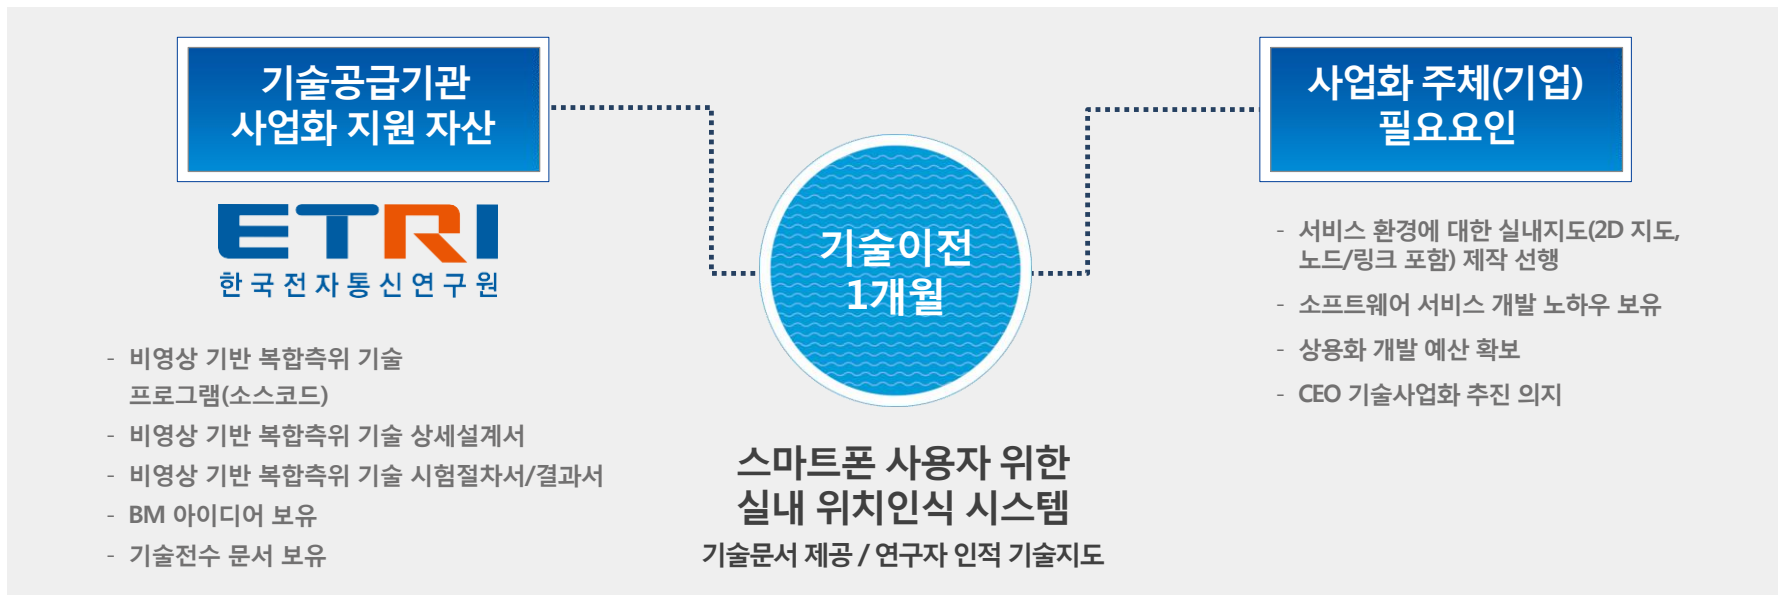 기술공급기관
사업화 지원 자산
ETRI
한국전자통신연구원
- 비영상 기반 복합측위 기술
프로그램(소스코드)
- 비영상 기반 복합측위 기술 상세설계서
- 비영상 기반 복합측위 기술 시험절차서/결과서
- BM 아이디어 보유
- 기술전수 문서 보유
기술이전
1개월
스마트폰 사용자 위한
실내 위치인식 시스템
기술문서 제공 / 연구자 인적 기술지도
사업화 주체(기업)
필요요인
- 서비스 환경에 대한 실내지도(2D 지도,
노드/링크 포함) 제작 선행
- 소프트웨어 서비스 개발 노하우 보유
- 상용화 개발 예산 확보
- CEO 기술사업화 추진 의지